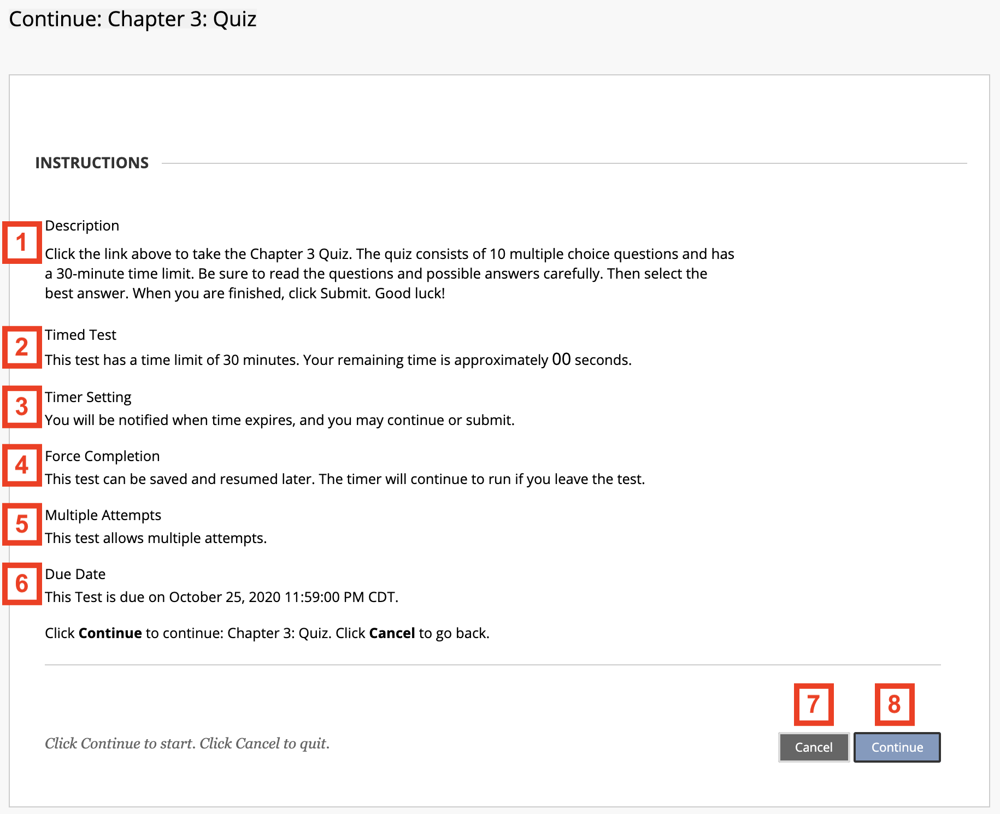 Continue: Chapter 3: Quiz
INSTRUCTIONS
1
Description
Click the link above to take the Chapter 3 Quiz. The quiz consists of 10 multiple choice questions and has
a 30-minute time limit. Be sure to read the questions and possible answers carefully. Then select the
best answer. When you are finished, click Submit. Good luck!
2
Timed Test
This test has a time limit of 30 minutes. Your remaining time is approximately 00 seconds.
3
Timer Setting
You will be notified when time expires, and you may continue or submit.
4
Force Completion
This test can be saved and resumed later. The timer will continue to run if you leave the test.
5
Multiple Attempts
This test allows multiple attempts.
6
Due Date
This Test is due on October 25, 2020 11:59:00 PM CDT.
Click Continue to continue: Chapter 3: Quiz. Click Cancel to go back.
7 8
Click Continue to start. Click Cancel to quit.
Cancel Continue